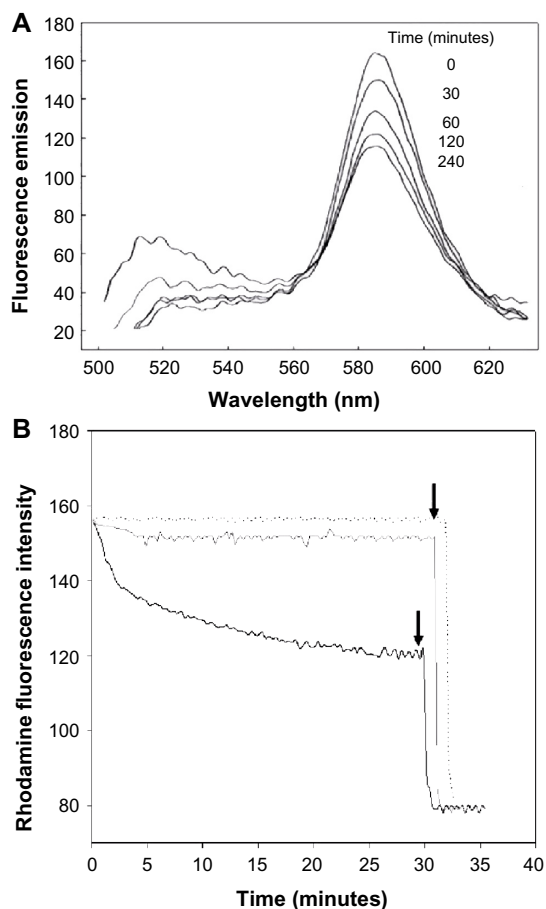 A
Fluorescence emission
180
160
140
120
100
80
60
40
20
Time (minutes)
0
30
60
120
240
500 520 540 560 580 600 620
Wavelength (nm)
B
Rhodamine fluorescence intensity
180
160
140
120
100
80
0 5 10 15 20 25 30 35 40
Time (minutes)